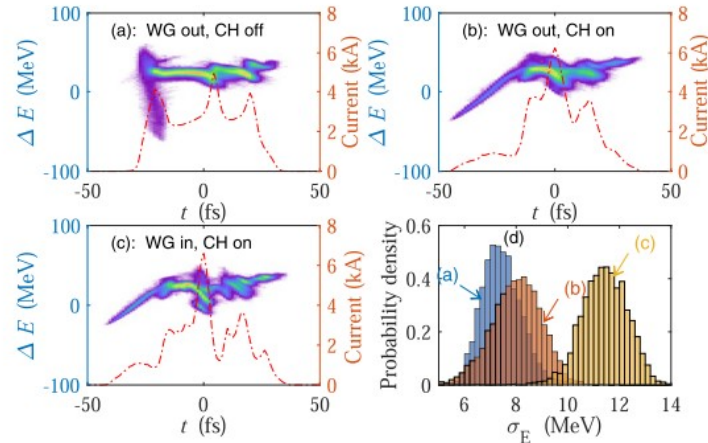 (a): WG out, CH off
100
0
-100
Δ E (MeV)
8
6
4
2
0
Current (kA)
-50
0
50
t (fs)
(b): WG out, CH on
100
0
-100
Δ E (MeV)
8
6
4
2
0
Current (kA)
-50
0
50
t (fs)
(c): WG in, CH on
100
0
-100
Δ E (MeV)
8
6
4
2
0
Current (kA)
-50
0
50
t (fs)
(d)
(a)
(b)
(c)
0.6
0.4
0.2
0
Probability density
6
8
10
12
14
σE (MeV)